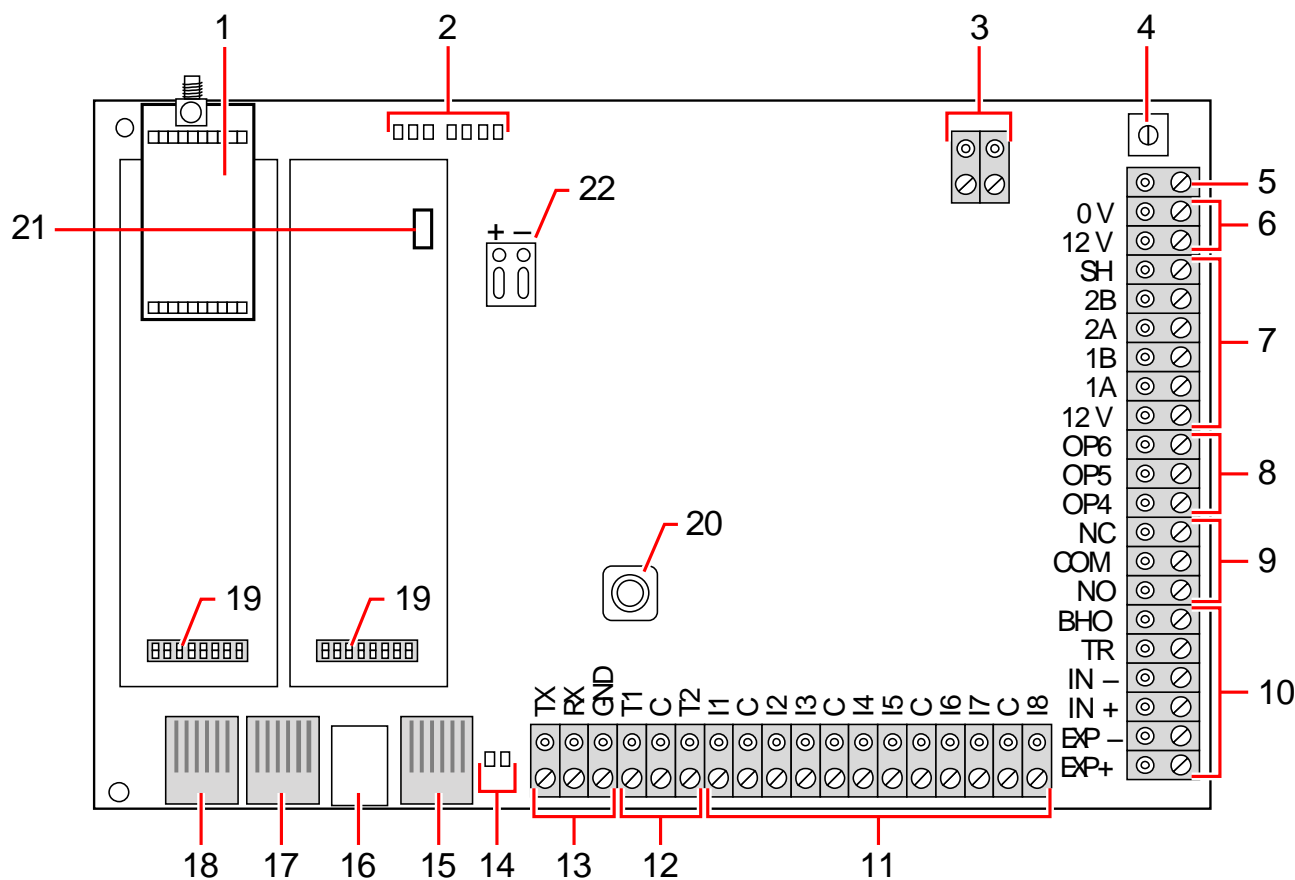 1 2 3 4
5
0 V
6
12 V
SH
2B
2A
7
1B
1A
12 V
OP6
OP5
8
OP4
NC
COM
9
NO
BHO
TR
IN –
10
IN +
EXP –
EXP+
22
+ –
21
20
19 19
TX RX GND T1 C T2 I1 C I2 I3 C I4 I5 C I6 I7 C I8
18 17 16 15 14 13 12 11